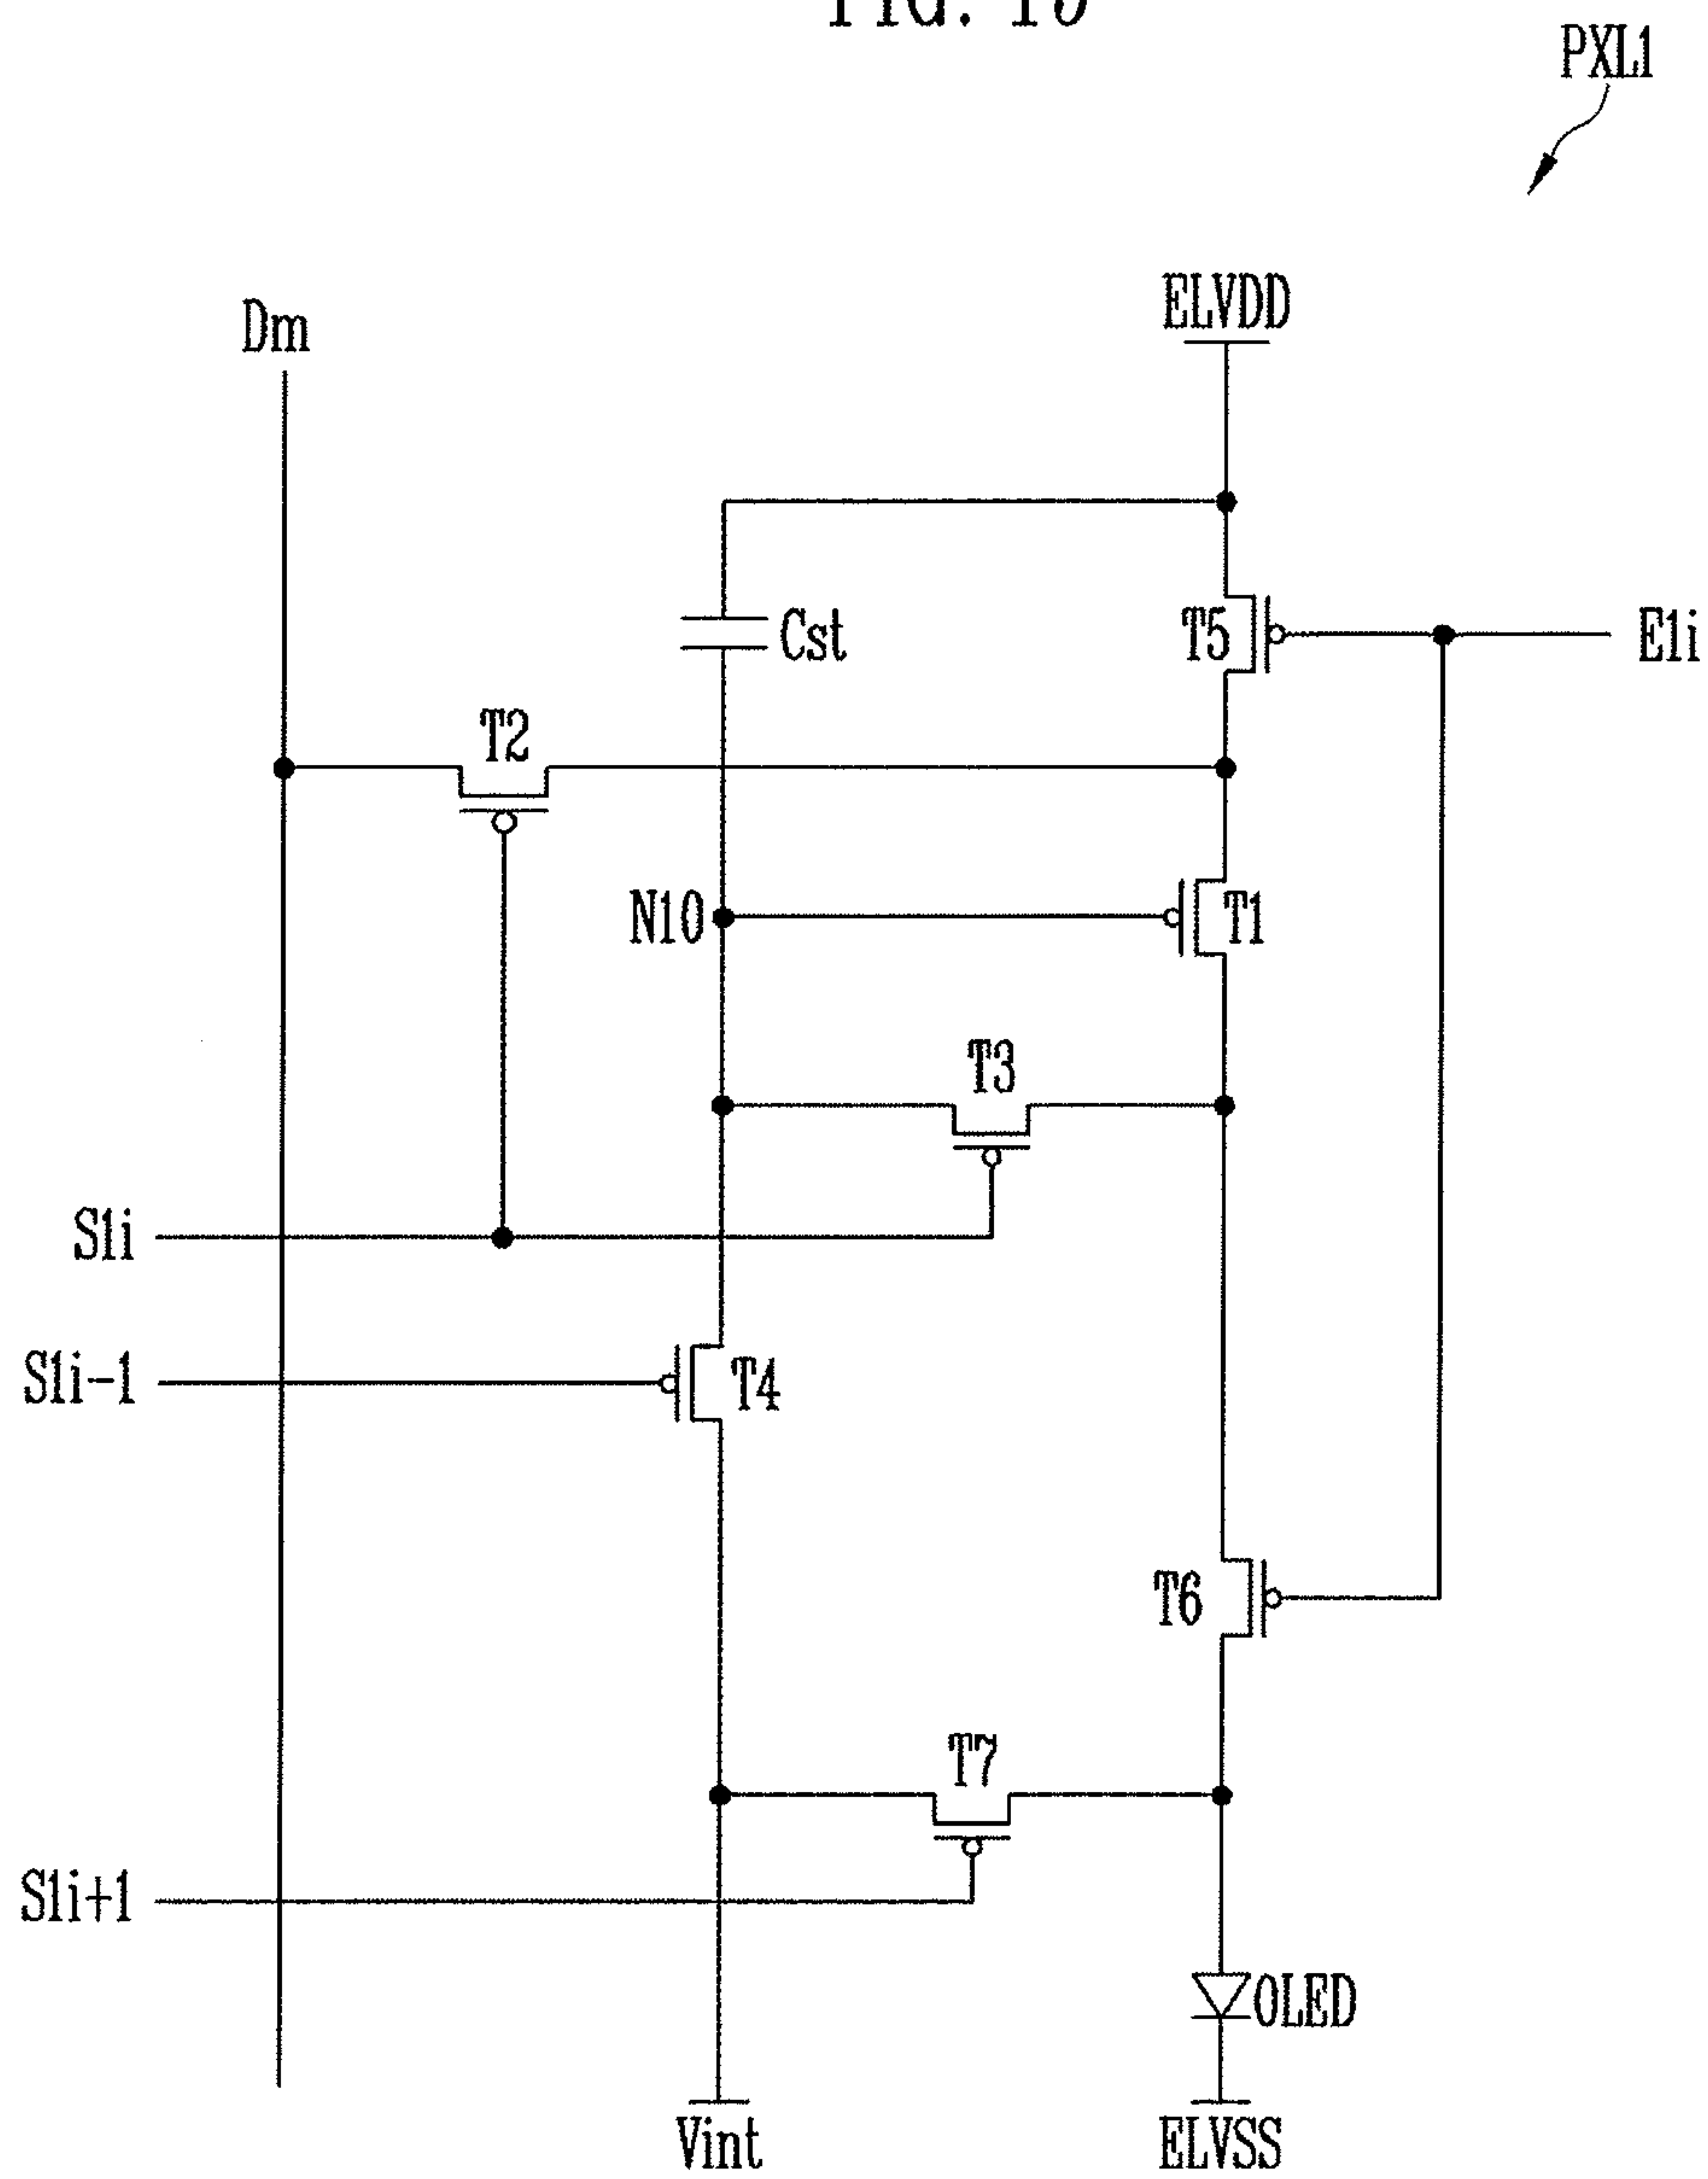 PXL1
ELVDD
Dm
Cst
T5
E1i
T2
N10
T1
T3
S1i
S1i-1
T4
T6
T7
S1i+1
OLED
Vint
ELVSS